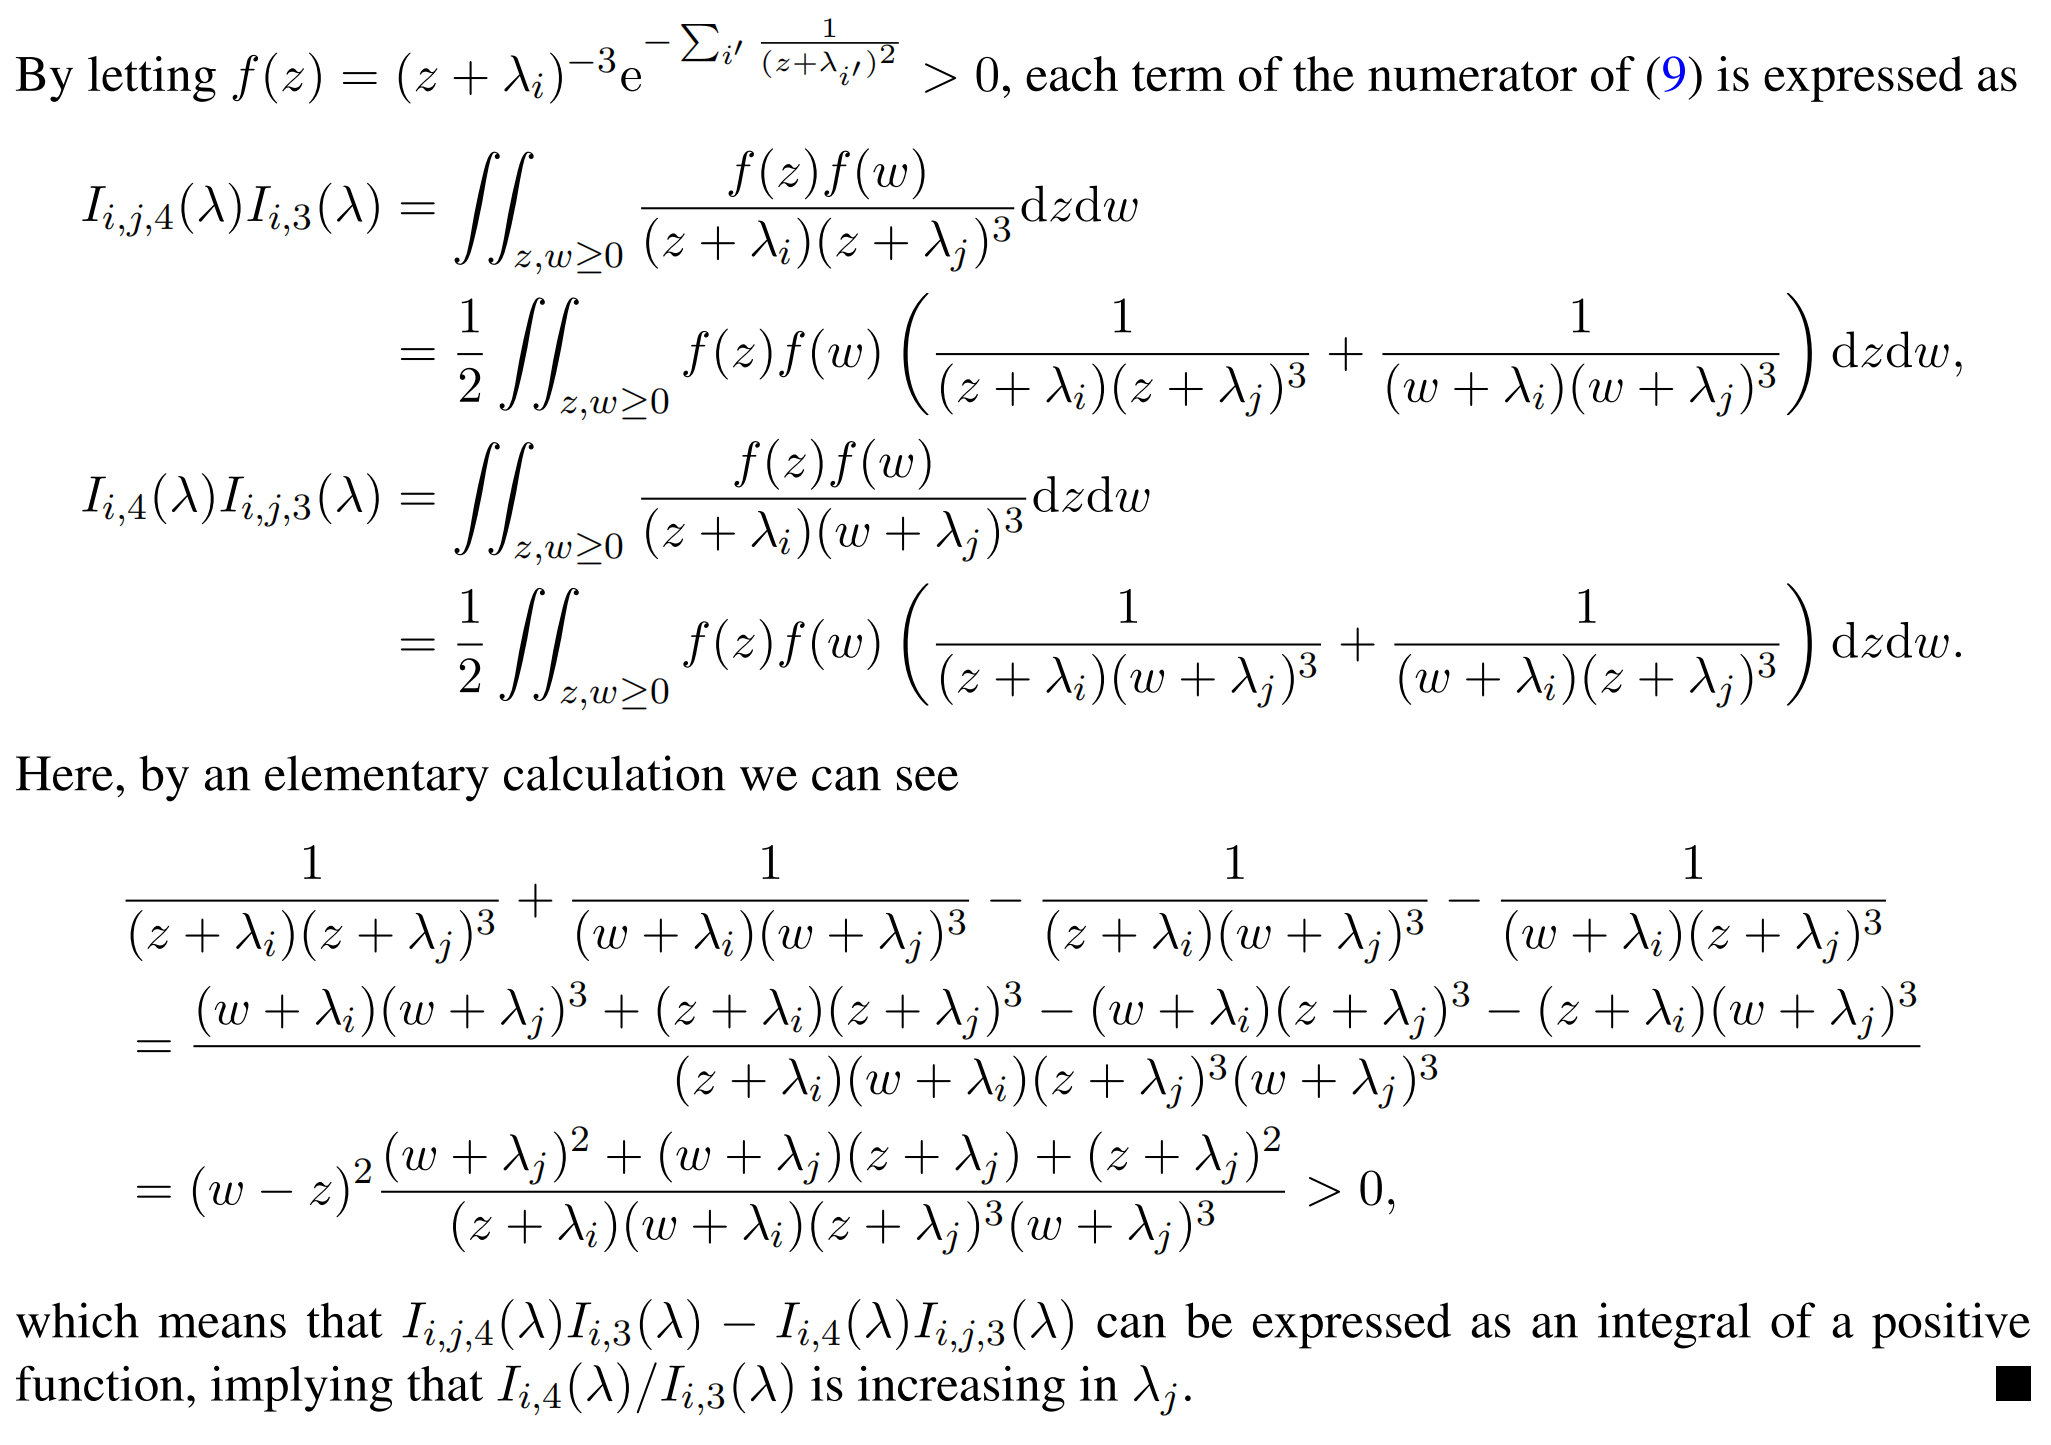 By letting $f(z) = (z + \lambda_i)^{-3} \mathrm{e}^{-\sum_{i'} \frac{1}{(z+\lambda_{i'})^2}} > 0$, each term of the numerator of (9) is expressed as
$I_{i,j,4}(\lambda) I_{i,3}(\lambda) = \iint_{z,w \geq 0} \frac{f(z)f(w)}{(z + \lambda_i)(z + \lambda_j)^3} \mathrm{d}z\mathrm{d}w$
$= \frac{1}{2} \iint_{z,w \geq 0} f(z)f(w) \left( \frac{1}{(z + \lambda_i)(z + \lambda_j)^3} + \frac{1}{(w + \lambda_i)(w + \lambda_j)^3} \right) \mathrm{d}z\mathrm{d}w,$
$I_{i,4}(\lambda) I_{i,j,3}(\lambda) = \iint_{z,w \geq 0} \frac{f(z)f(w)}{(z + \lambda_i)(w + \lambda_j)^3} \mathrm{d}z\mathrm{d}w$
$= \frac{1}{2} \iint_{z,w \geq 0} f(z)f(w) \left( \frac{1}{(z + \lambda_i)(w + \lambda_j)^3} + \frac{1}{(w + \lambda_i)(z + \lambda_j)^3} \right) \mathrm{d}z\mathrm{d}w.$
Here, by an elementary calculation we can see
$\frac{1}{(z + \lambda_i)(z + \lambda_j)^3} + \frac{1}{(w + \lambda_i)(w + \lambda_j)^3} - \frac{1}{(z + \lambda_i)(w + \lambda_j)^3} - \frac{1}{(w + \lambda_i)(z + \lambda_j)^3}$
$= \frac{(w + \lambda_i)(w + \lambda_j)^3 + (z + \lambda_i)(z + \lambda_j)^3 - (w + \lambda_i)(z + \lambda_j)^3 - (z + \lambda_i)(w + \lambda_j)^3}{(z + \lambda_i)(w + \lambda_i)(z + \lambda_j)^3(w + \lambda_j)^3}$
$= (w - z)^2 \frac{(w + \lambda_j)^2 + (w + \lambda_j)(z + \lambda_j) + (z + \lambda_j)^2}{(z + \lambda_i)(w + \lambda_i)(z + \lambda_j)^3(w + \lambda_j)^3} > 0,$
which means that $I_{i,j,4}(\lambda) I_{i,3}(\lambda) - I_{i,4}(\lambda) I_{i,j,3}(\lambda)$ can be expressed as an integral of a positive
function, implying that $I_{i,4}(\lambda)/I_{i,3}(\lambda)$ is increasing in $\lambda_j$. ■